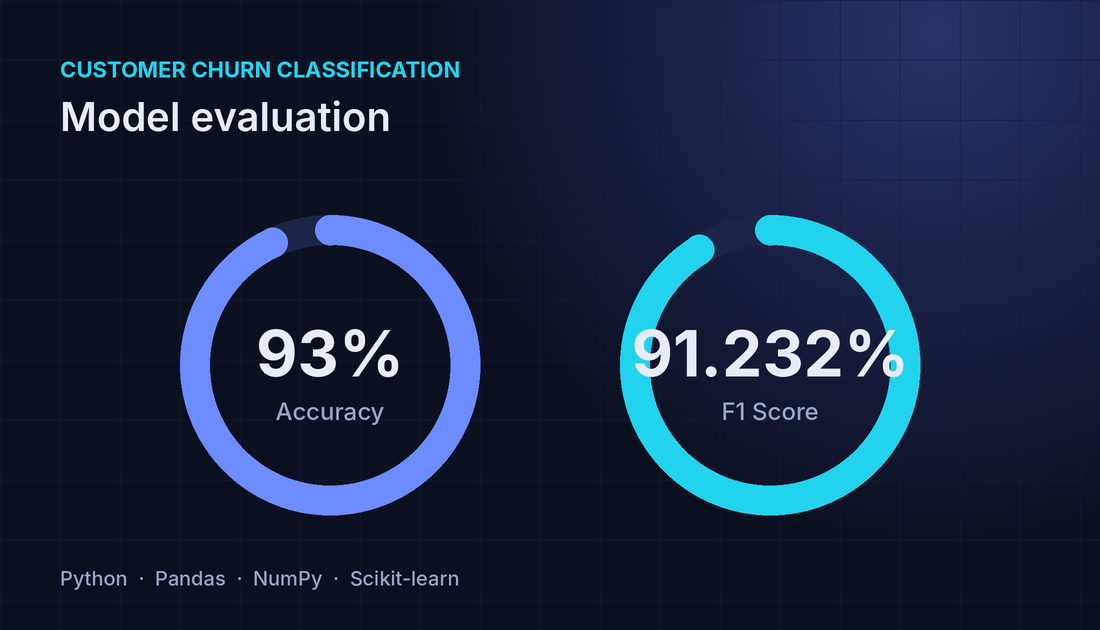 CUSTOMER CHURN CLASSIFICATION
Model evaluation
93%
Accuracy
91.232%
F1 Score
Python · Pandas · NumPy · Scikit-learn